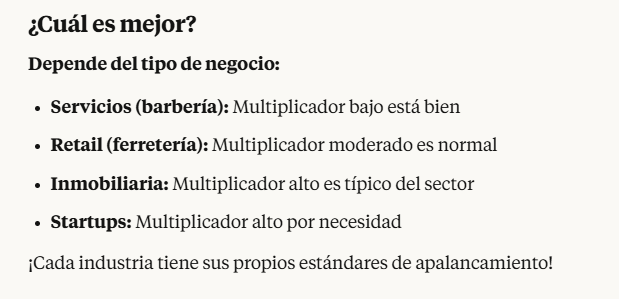 ¿Cuál es mejor?
Depende del tipo de negocio:
• Servicios (barbería): Multiplicador bajo está bien
• Retail (ferretería): Multiplicador moderado es normal
• Inmobiliaria: Multiplicador alto es típico del sector
• Startups: Multiplicador alto por necesidad
¡Cada industria tiene sus propios estándares de apalancamiento!